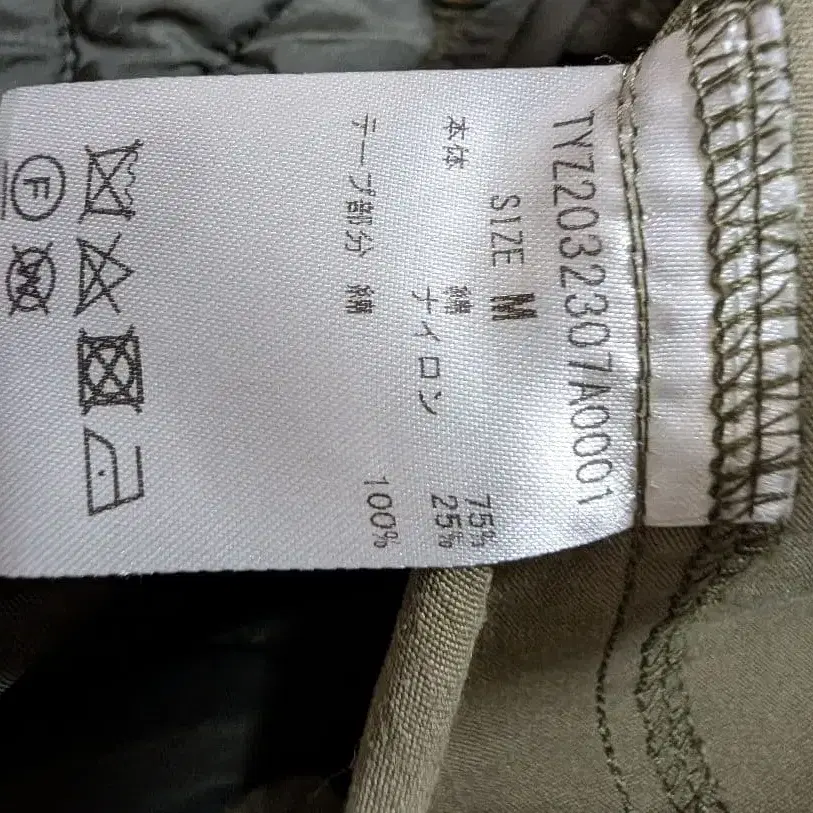 TYZ2032307A0001
SIZE M
本体 綿 75%
ナイロン 25%
テープ部分 綿 100%
F W